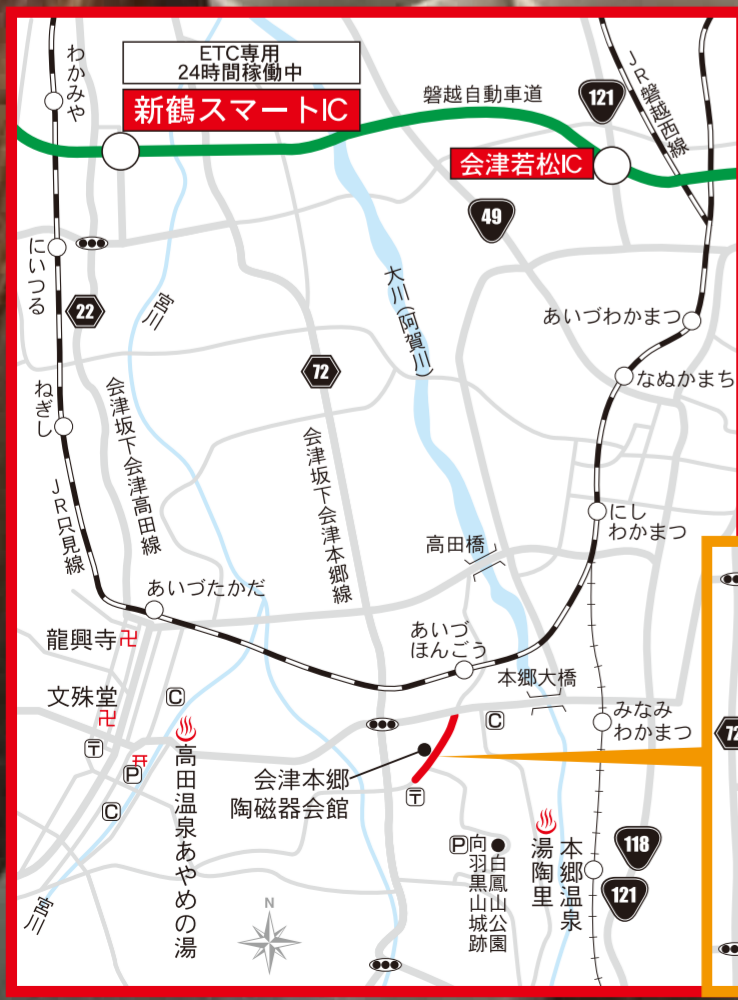 わかみや
ETC専用
24時間稼働中
新鶴スマートIC
磐越自動車道
121
JR磐越西線
会津若松IC
49
にいつる
22
宮川
大川(阿賀川)
あいづわかまつ
72
なぬかまち
ねぎし
会津坂下会津高田線
会津坂下会津本郷線
JR只見線
にし
わかまつ
高田橋
あいづたかだ
龍興寺
あいづ
ほんごう
文殊堂
C
本郷大橋
C
みなみ
わかまつ
72
〒
P
高田温泉あやめの湯
会津本郷
陶磁器会館
〒
C
本郷温泉
湯陶里
118
121
白鳳山公園
向羽黒山城跡
P
宮川
N